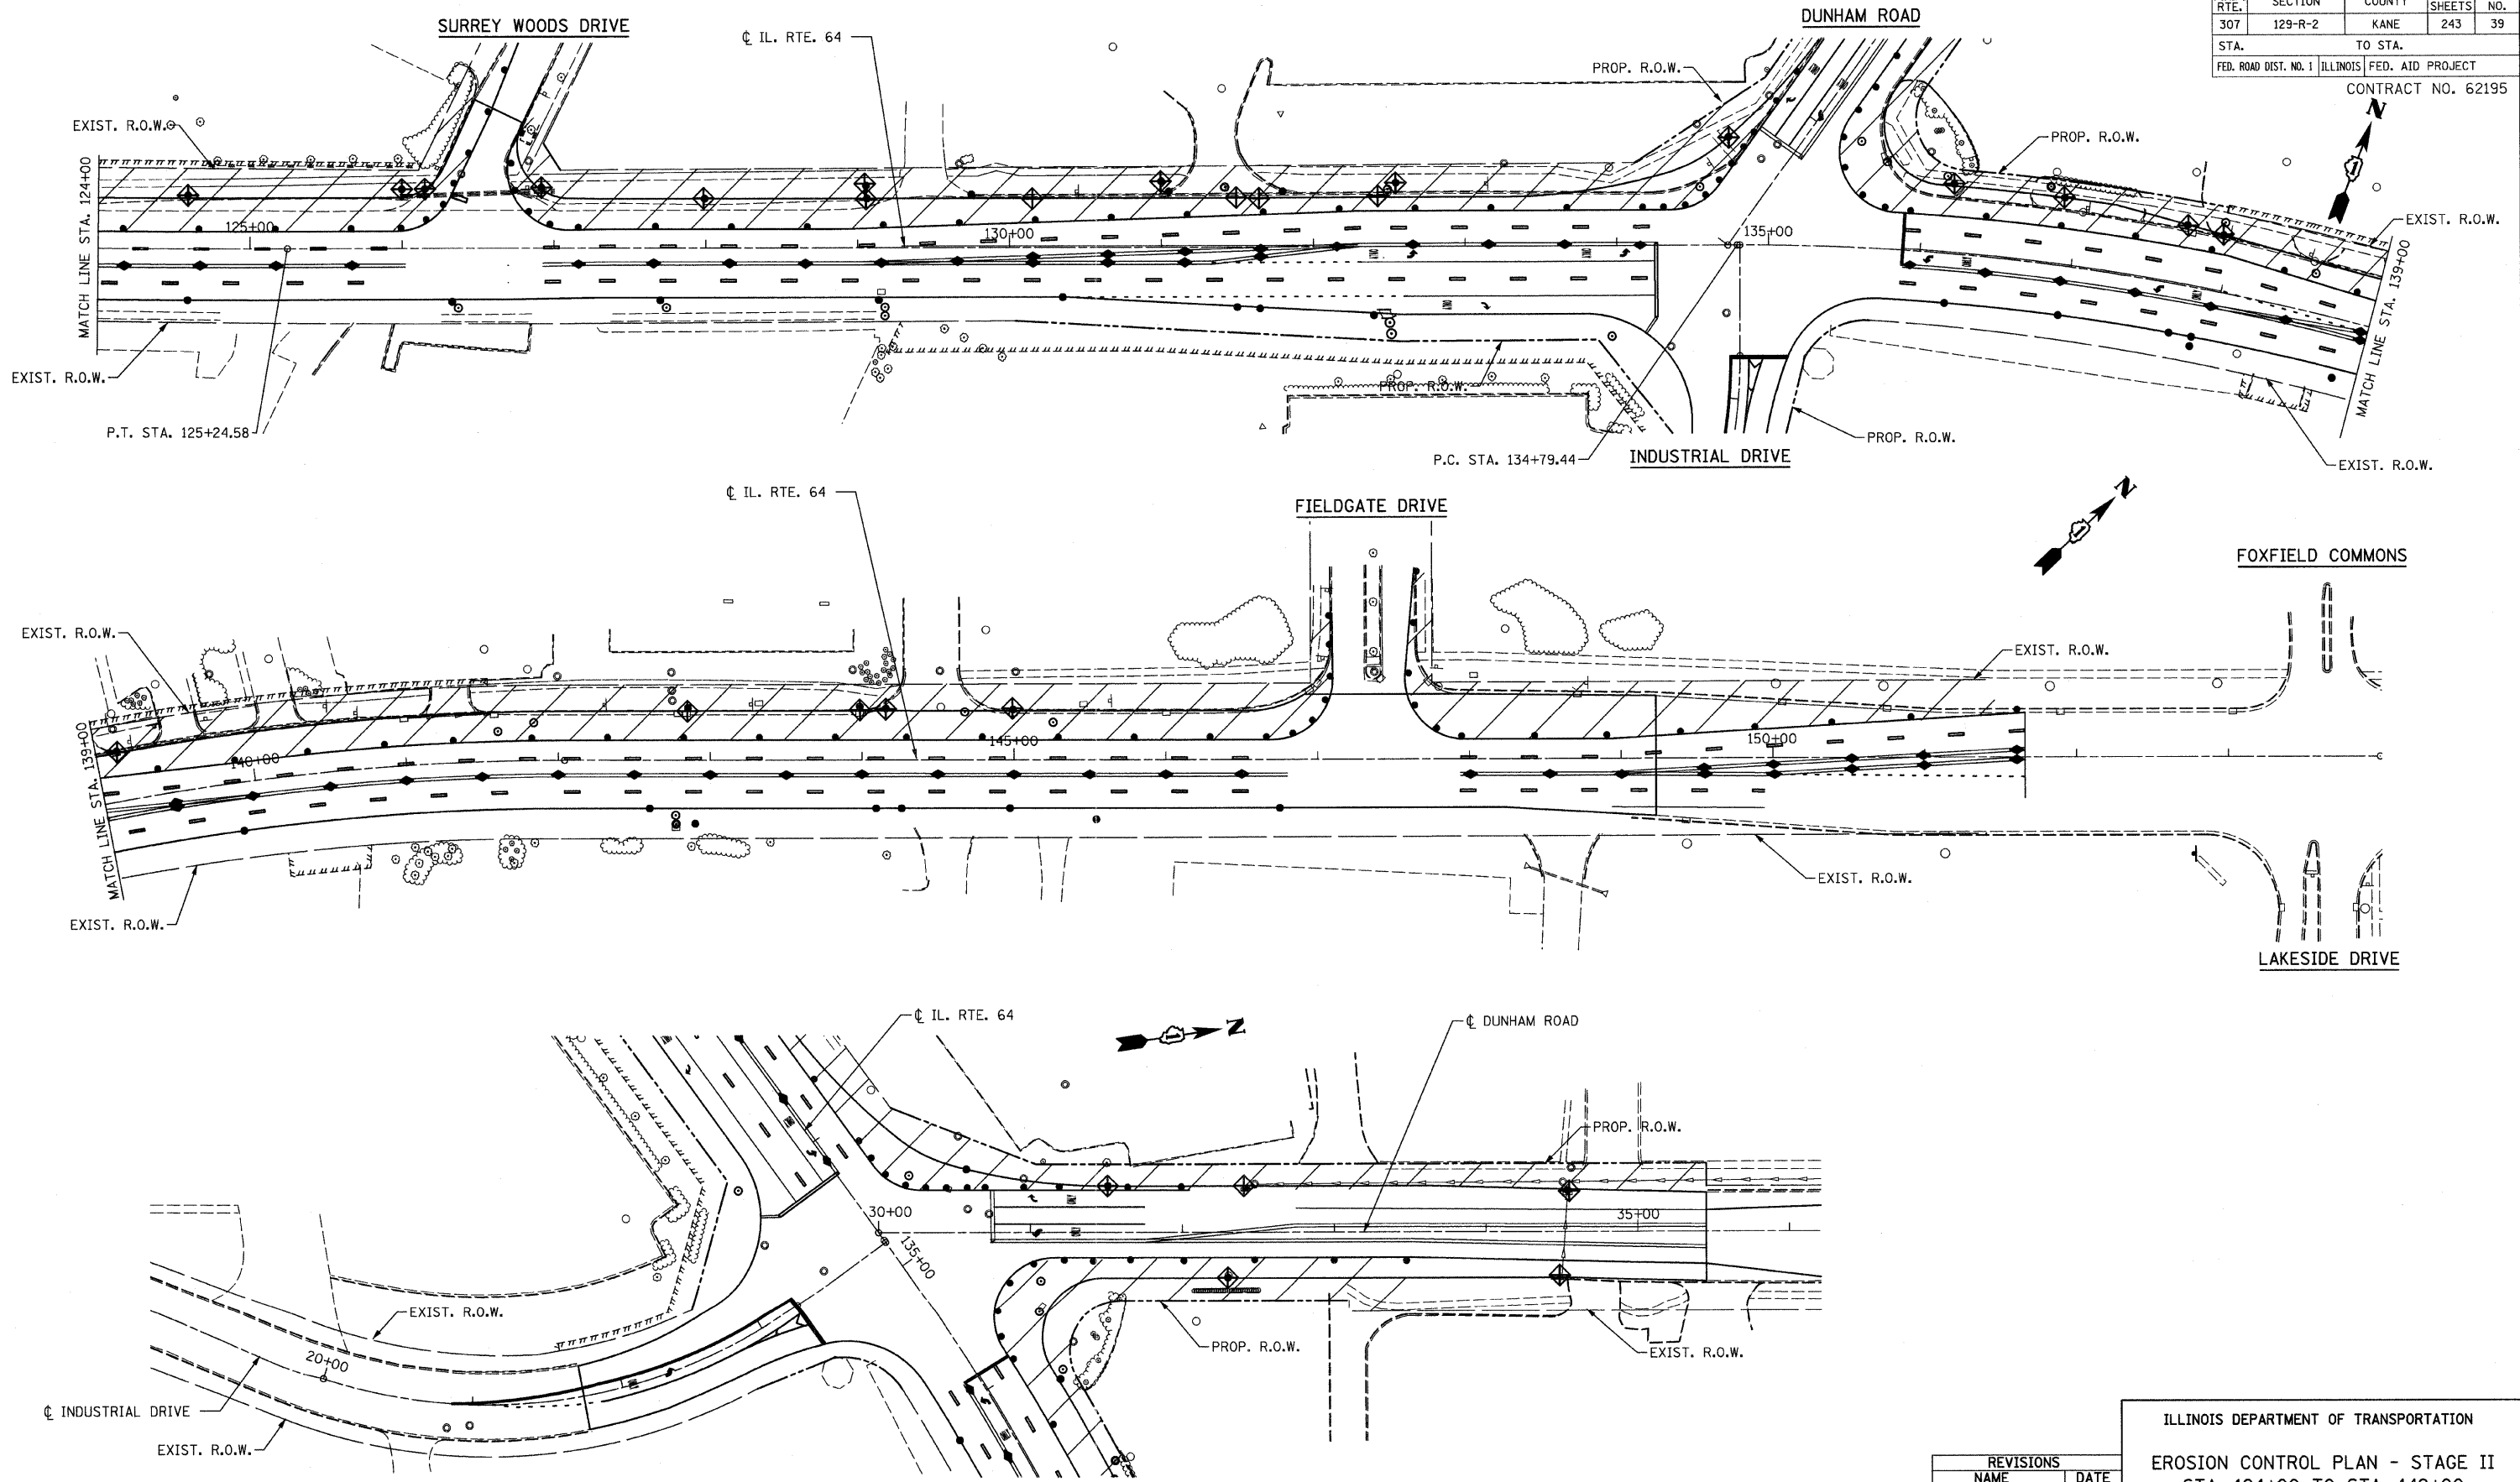 RTE. SECTION COUNTY SHEETS NO.
307 129-R-2 KANE 243 39
STA. TO STA.
FED. ROAD DIST. NO. 1 ILLINOIS FED. AID PROJECT
CONTRACT NO. 62195
SURREY WOODS DRIVE
℄ IL. RTE. 64
DUNHAM ROAD
PROP. R.O.W.
N
EXIST. R.O.W.
PROP. R.O.W.
EXIST. R.O.W.
MATCH LINE STA. 124+00
125+00
130+00
135+00
MATCH LINE STA. 139+00
EXIST. R.O.W.
PROP. R.O.W.
P.T. STA. 125+24.58
PROP. R.O.W.
P.C. STA. 134+79.44
INDUSTRIAL DRIVE
EXIST. R.O.W.
℄ IL. RTE. 64
FIELDGATE DRIVE
N
FOXFIELD COMMONS
EXIST. R.O.W.
EXIST. R.O.W.
MATCH LINE STA. 139+00
140+00
145+00
150+00
EXIST. R.O.W.
EXIST. R.O.W.
LAKESIDE DRIVE
℄ IL. RTE. 64
N
℄ DUNHAM ROAD
PROP. R.O.W.
30+00
35+00
135+00
EXIST. R.O.W.
PROP. R.O.W.
EXIST. R.O.W.
20+00
℄ INDUSTRIAL DRIVE
EXIST. R.O.W.
ILLINOIS DEPARTMENT OF TRANSPORTATION
REVISIONS
NAME DATE
EROSION CONTROL PLAN - STAGE II